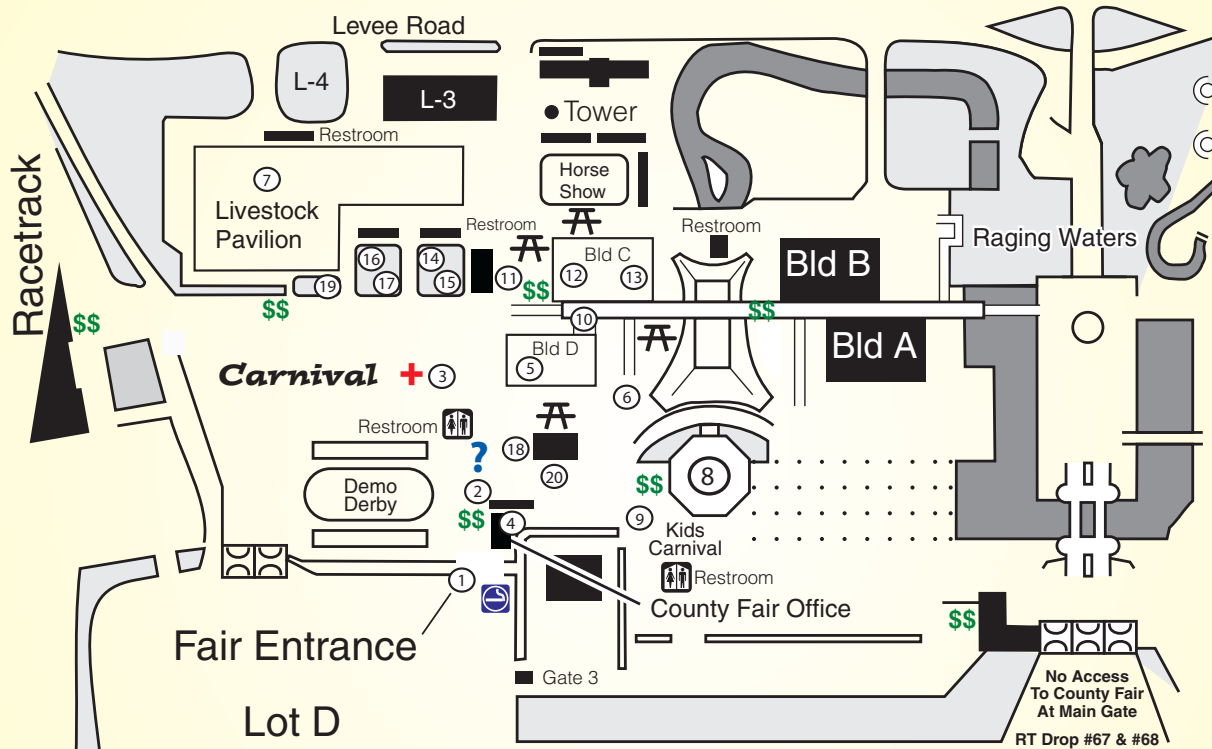 Levee Road
L-4
L-3
Tower
Restroom
Horse
Show
7
Livestock
Pavilion
Restroom
Restroom
Racetrack
Raging Waters
Bld C
Bld B
16
14
11
12
13
17
15
19
$$
$$
$$
$$
10
Bld A
Bld D
5
Carnival
3
6
Restroom
?
18
20
8
Demo
Derby
2
$$
$$
4
9
Kids
Carnival
1
Restroom
County Fair Office
$$
Fair Entrance
Gate 3
No Access
To County Fair
At Main Gate
RT Drop #67 & #68
Lot D